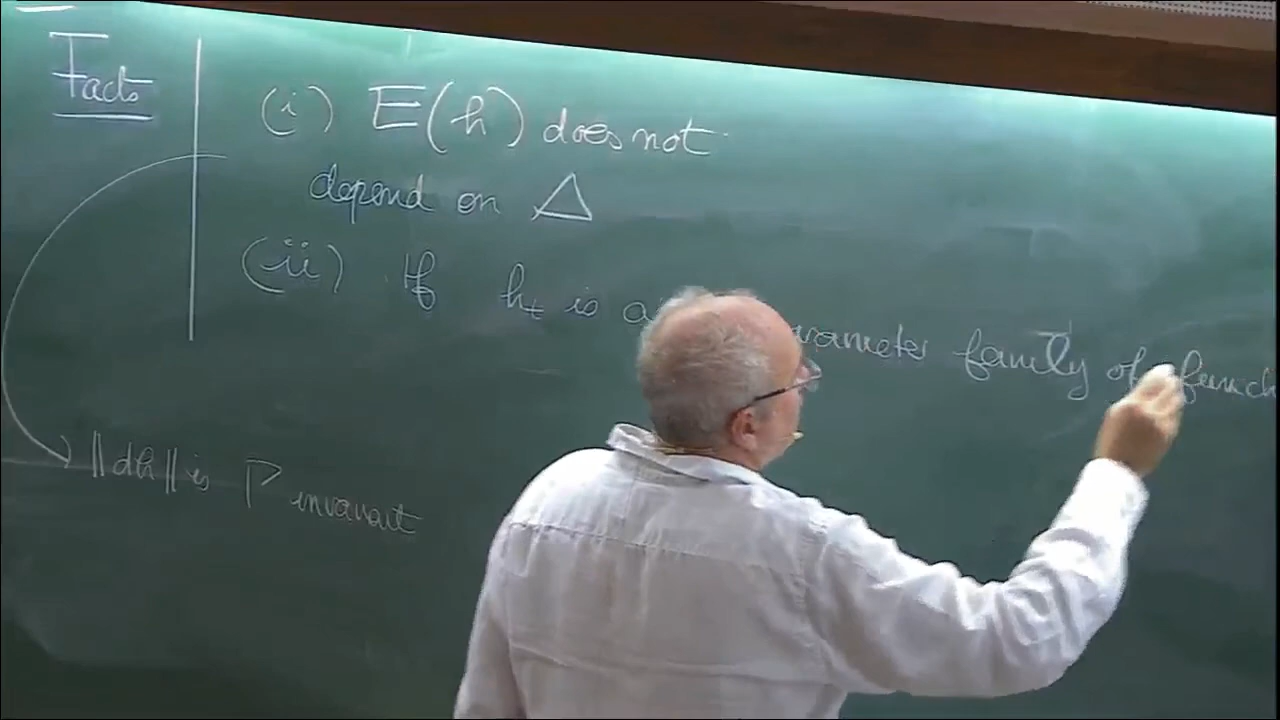 Facts
(i) E(h) does not
depend on Δ
(ii) If h_t is a parameter family of
‖dh‖ is Γ invariant